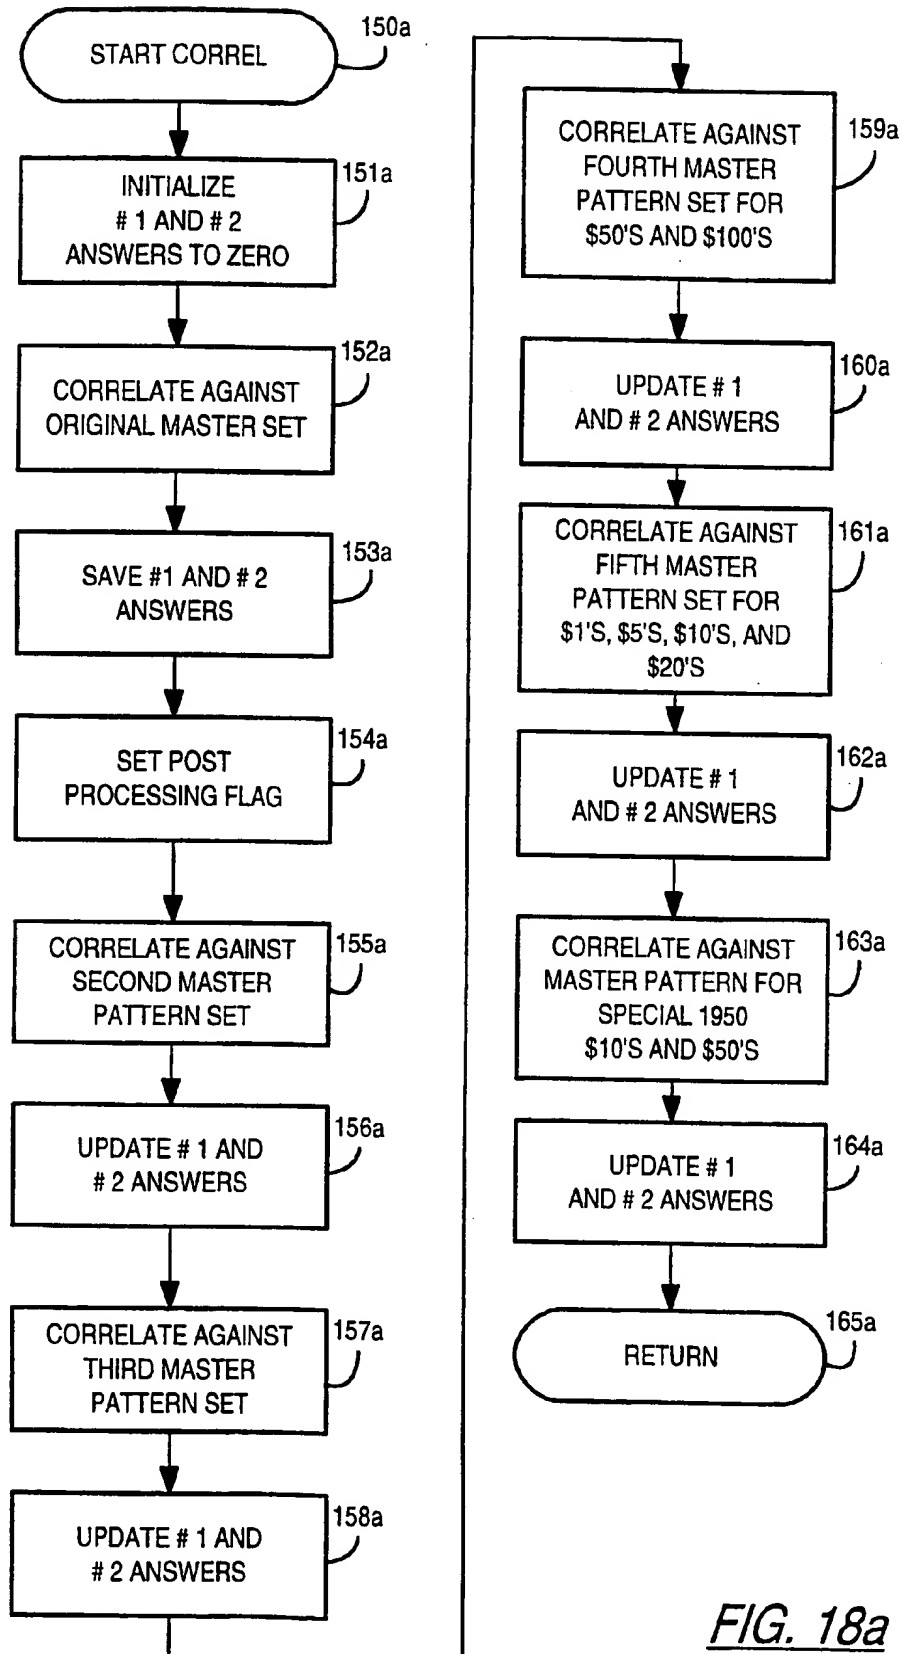 START CORREL
150a
INITIALIZE
# 1 AND # 2
ANSWERS TO ZERO
151a
CORRELATE AGAINST
ORIGINAL MASTER SET
152a
SAVE #1 AND # 2
ANSWERS
153a
SET POST
PROCESSING FLAG
154a
CORRELATE AGAINST
SECOND MASTER
PATTERN SET
155a
UPDATE # 1 AND
# 2 ANSWERS
156a
CORRELATE AGAINST
THIRD MASTER
PATTERN SET
157a
UPDATE # 1 AND
# 2 ANSWERS
158a
CORRELATE AGAINST
FOURTH MASTER
PATTERN SET FOR
$50'S AND $100'S
159a
UPDATE # 1
AND # 2 ANSWERS
160a
CORRELATE AGAINST
FIFTH MASTER
PATTERN SET FOR
$1'S, $5'S, $10'S, AND
$20'S
161a
UPDATE # 1
AND # 2 ANSWERS
162a
CORRELATE AGAINST
MASTER PATTERN FOR
SPECIAL 1950
$10'S AND $50'S
163a
UPDATE # 1
AND # 2 ANSWERS
164a
RETURN
165a
FIG. 18a